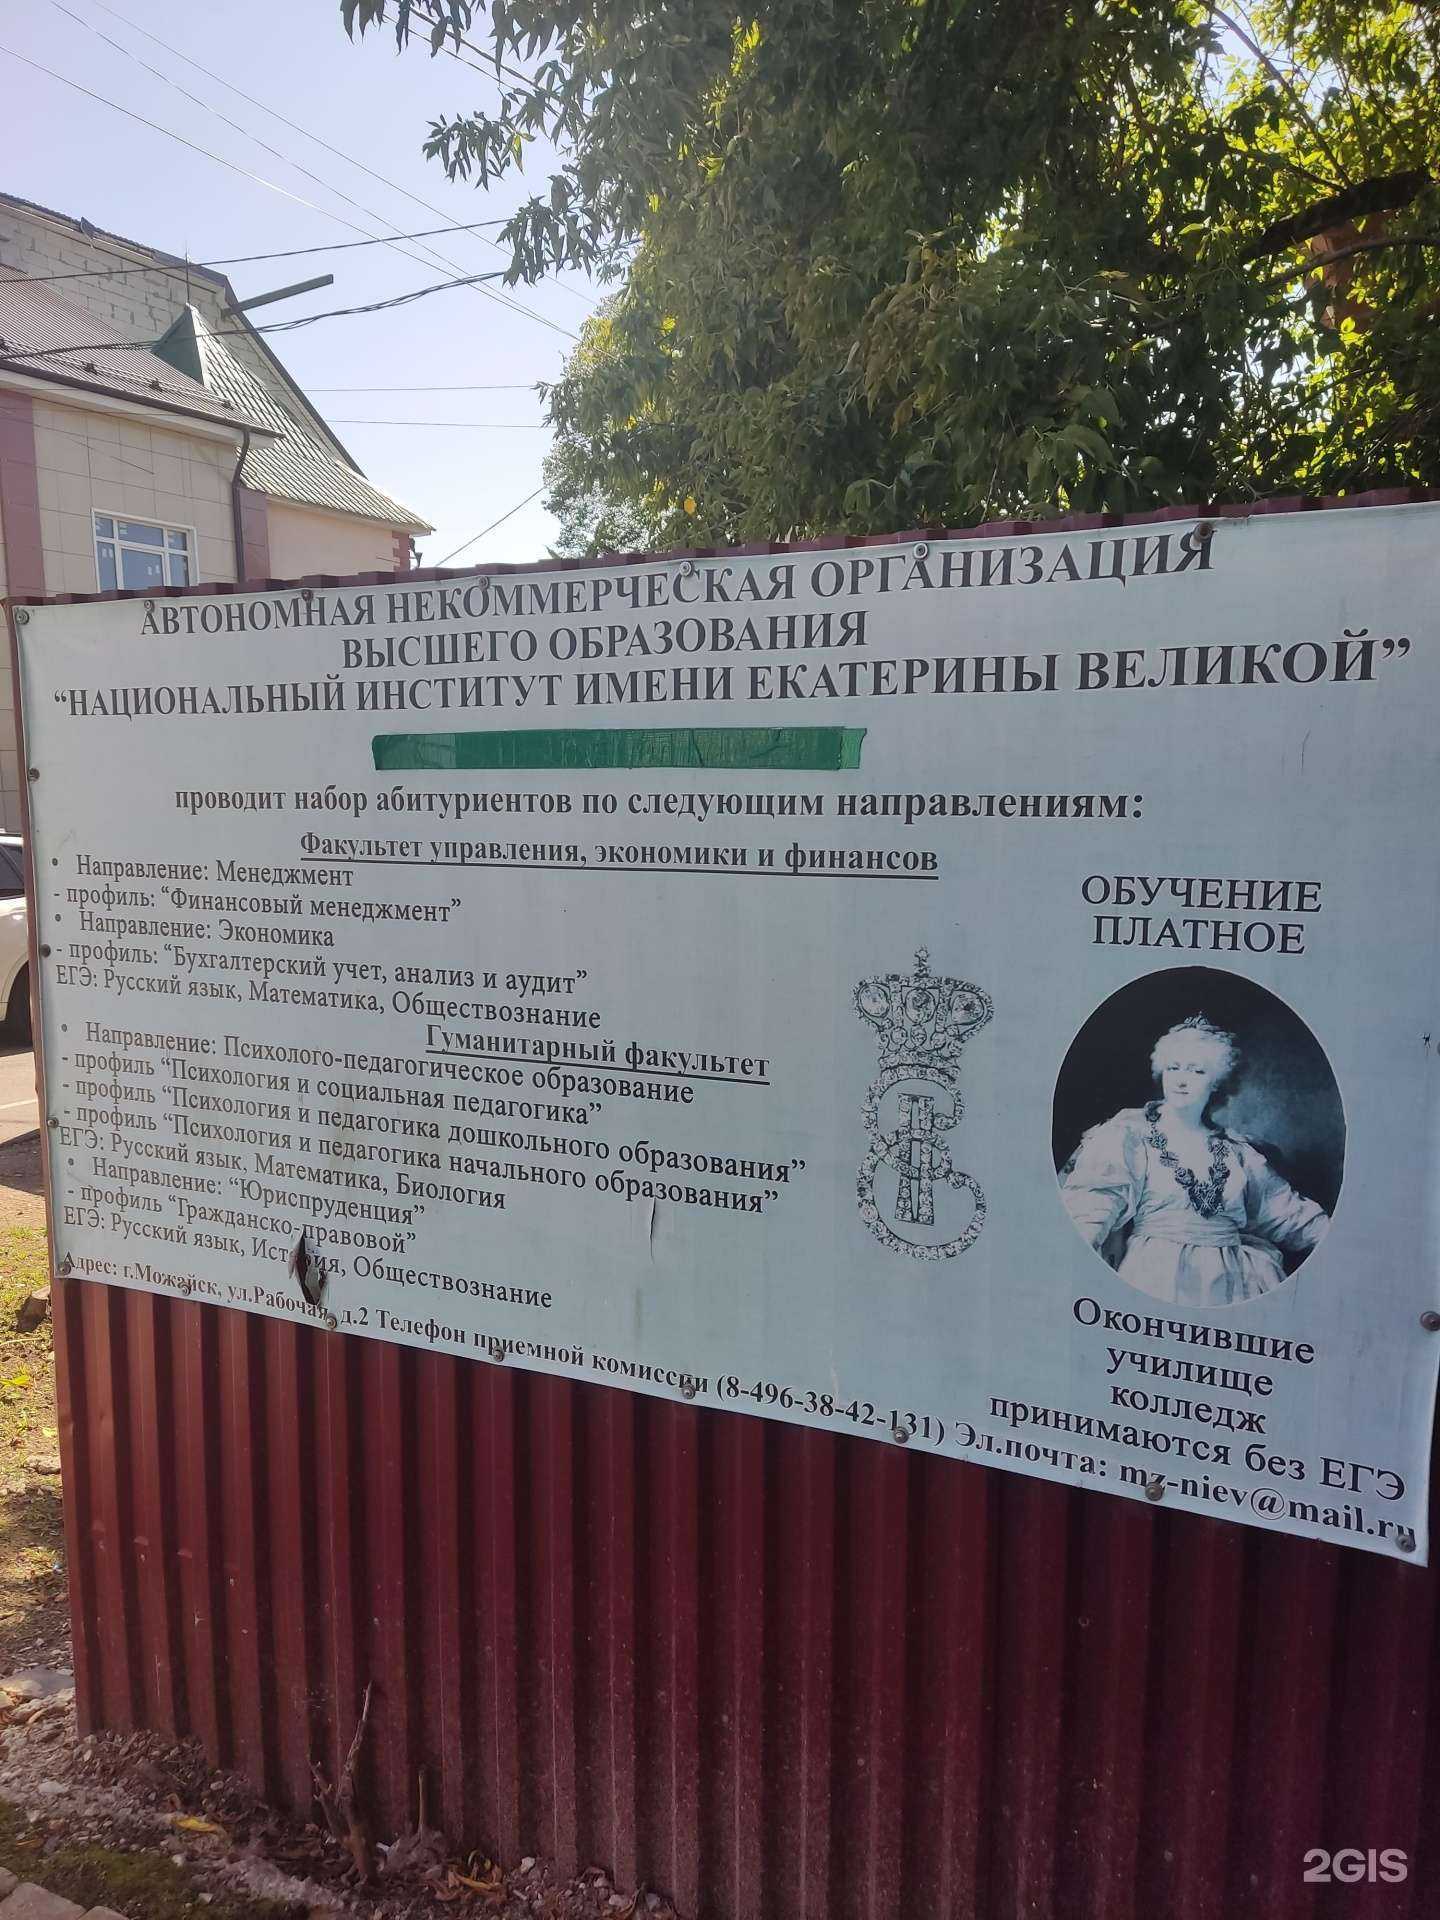 АВТОНОМНАЯ НЕКОММЕРЧЕСКАЯ ОРГАНИЗАЦИЯ
ВЫСШЕГО ОБРАЗОВАНИЯ
“НАЦИОНАЛЬНЫЙ ИНСТИТУТ ИМЕНИ ЕКАТЕРИНЫ ВЕЛИКОЙ”
проводит набор абитуриентов по следующим направлениям:
Факультет управления, экономики и финансов
• Направление: Менеджмент
- профиль: “Финансовый менеджмент”
• Направление: Экономика
- профиль: “Бухгалтерский учет, анализ и аудит”
ЕГЭ: Русский язык, Математика, Обществознание
Гуманитарный факультет
• Направление: Психолого-педагогическое образование
- профиль “Психология и социальная педагогика”
- профиль “Психология и педагогика дошкольного образования”
- профиль “Психология и педагогика начального образования”
ЕГЭ: Русский язык, Математика, Биология
• Направление: “Юриспруденция”
- профиль “Гражданско-правовой”
ЕГЭ: Русский язык, История, Обществознание
ОБУЧЕНИЕ
ПЛАТНОЕ
Окончившие
училище
колледж
принимаются без ЕГЭ
Адрес: г.Можайск, ул.Рабочая, д.2 Телефон приемной комиссии (8-496-38-42-131) Эл.почта: mz-niev@mail.ru
2GIS